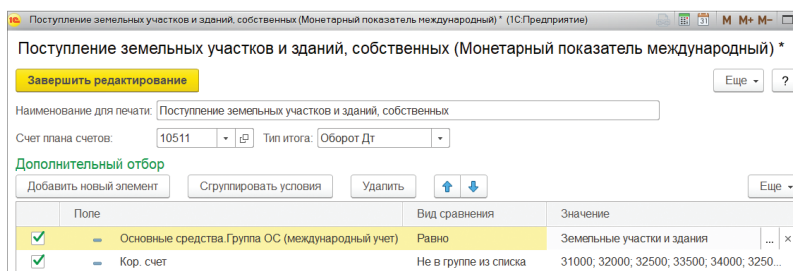 1С Поступление земельных участков и зданий, собственных (Монетарный показатель международный) * (1С:Предприятие) 31 M M+ M-
Поступление земельных участков и зданий, собственных (Монетарный показатель международный) *
Завершить редактирование Еще ?
Наименование для печати: Поступление земельных участков и зданий, собственных
Счет плана счетов: 10511 Тип итога: Оборот Дт
Дополнительный отбор
Добавить новый элемент Сгруппировать условия Удалить Еще
Поле Вид сравнения Значение
Основные средства.Группа ОС (международный учет) Равно Земельные участки и здания ... ×
Кор. счет Не в группе из списка 31000; 32000; 32500; 33500; 34000; 3250...